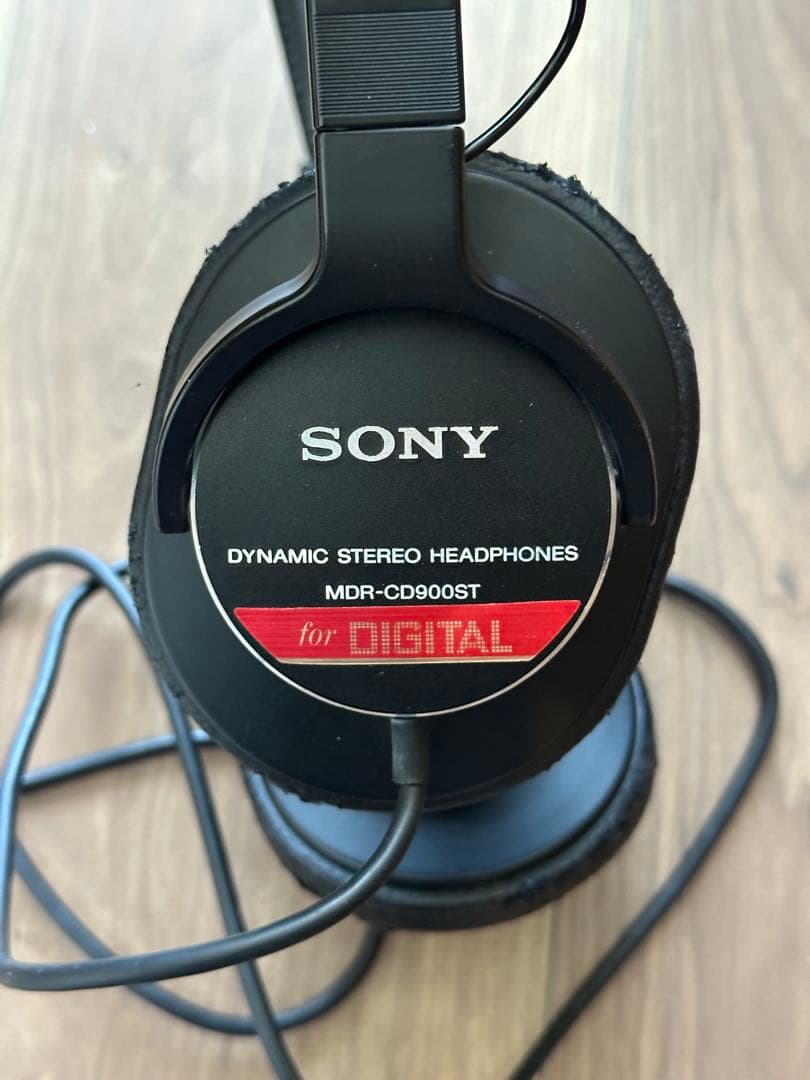 SONY
DYNAMIC STEREO HEADPHONES
MDR-CD900ST
for DIGITAL